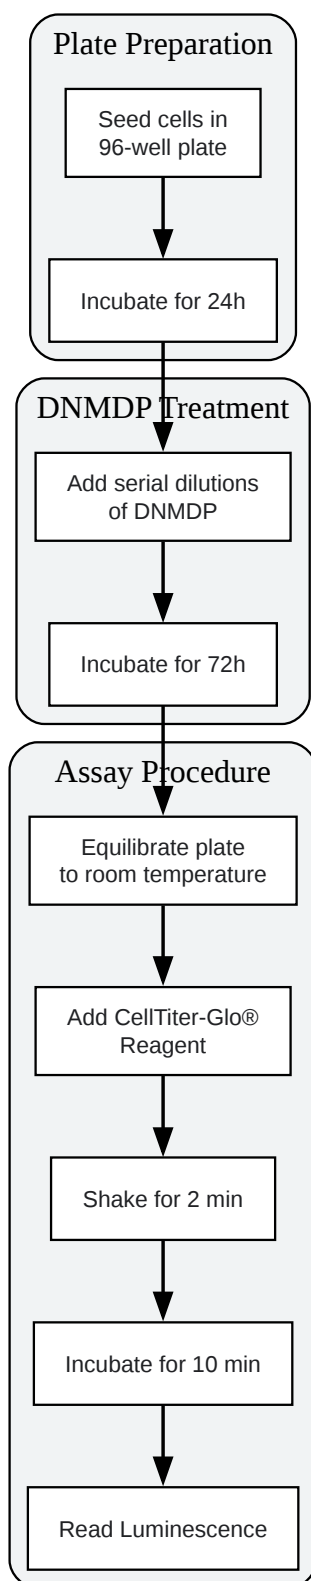 Plate Preparation
Seed cells in
96-well plate
Incubate for 24h
DNMDP Treatment
Add serial dilutions
of DNMDP
Incubate for 72h
Assay Procedure
Equilibrate plate
to room temperature
Add CellTiter-Glo®
Reagent
Shake for 2 min
Incubate for 10 min
Read Luminescence